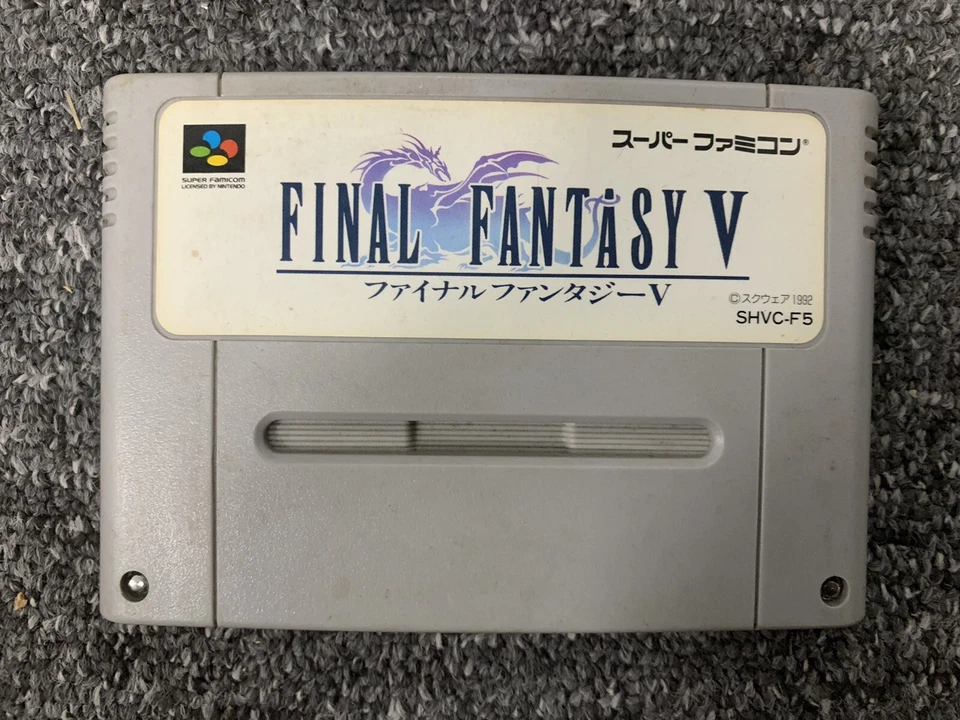 スーパーファミコン®
SUPER FAMICOM
LICENSED BY NINTENDO
FINAL FANTASY V
ファイナルファンタジーV
©スクウェア1992
SHVC-F5